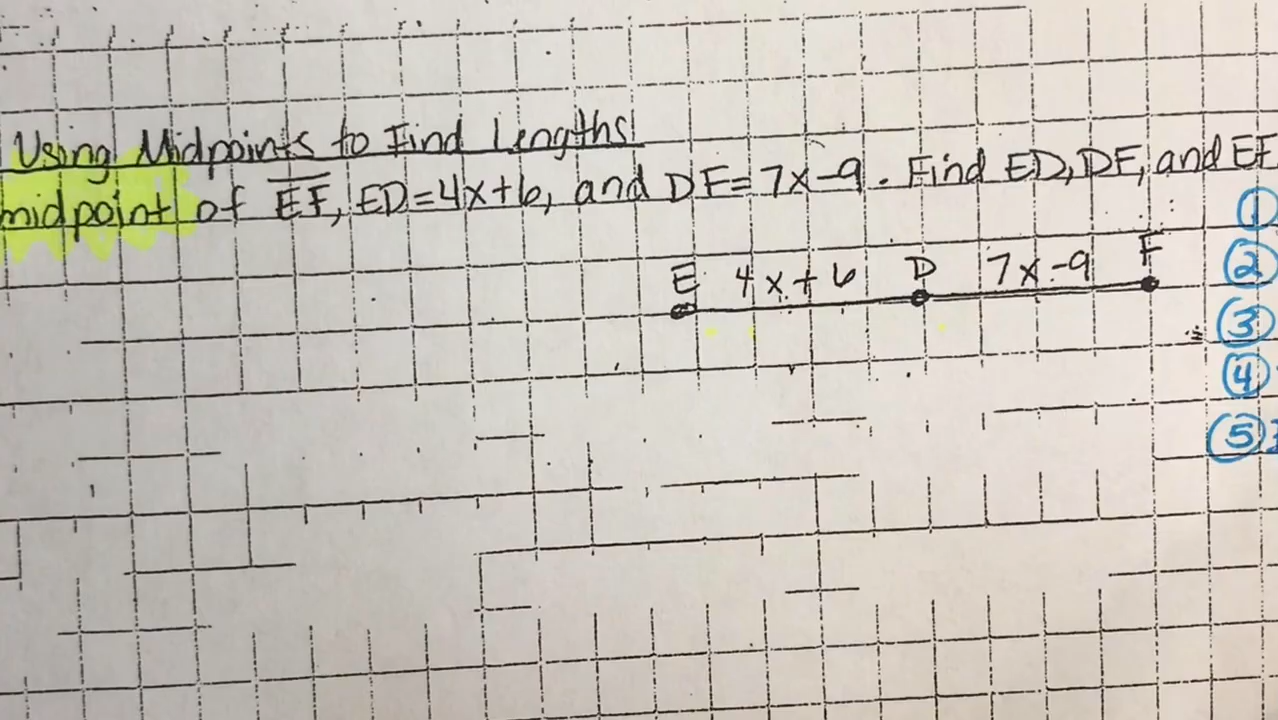 Using Midpoints to Find Lengths
midpoint of EF, ED=4x+6, and DF=7x-9. Find ED, DF, and EF
E 4x+6 D 7x-9 F
①
②
③
④
⑤